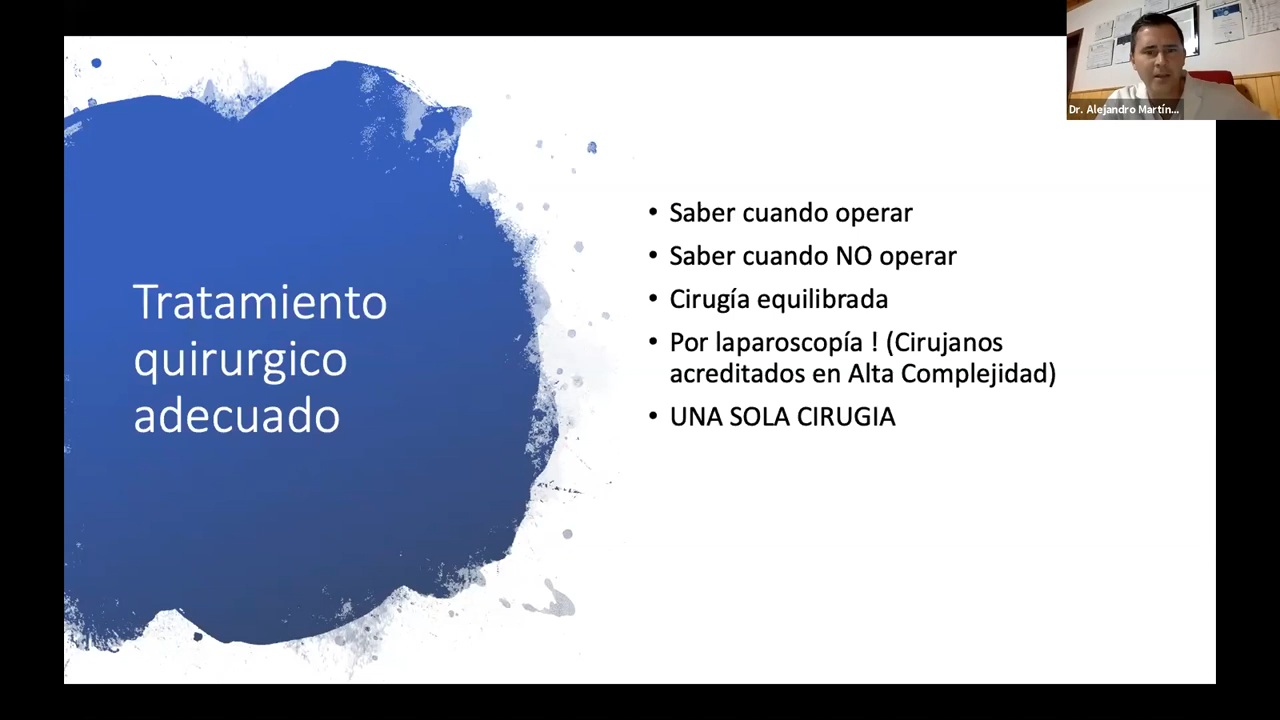 Dr. Alejandro Martín...
Tratamiento
quirurgico
adecuado
• Saber cuando operar
• Saber cuando NO operar
• Cirugía equilibrada
• Por laparoscopía ! (Cirujanos
acreditados en Alta Complejidad)
• UNA SOLA CIRUGIA